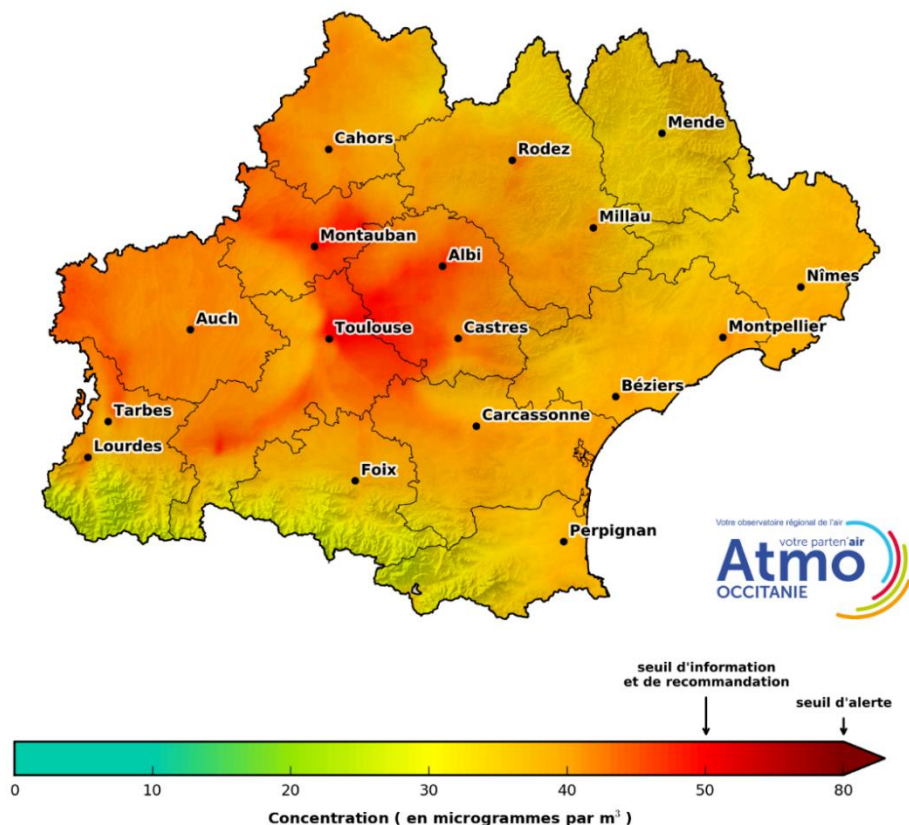 Cahors
Mende
Rodez
Millau
Montauban
Albi
Nîmes
Auch
Toulouse
Castres
Montpellier
Béziers
Tarbes
Carcassonne
Lourdes
Foix
Perpignan
Votre observatoire régional de l'air
votre parten'air
Atmo
OCCITANIE
seuil d'information
et de recommandation
seuil d'alerte
0 10 20 30 40 50 80
Concentration ( en microgrammes par m³ )